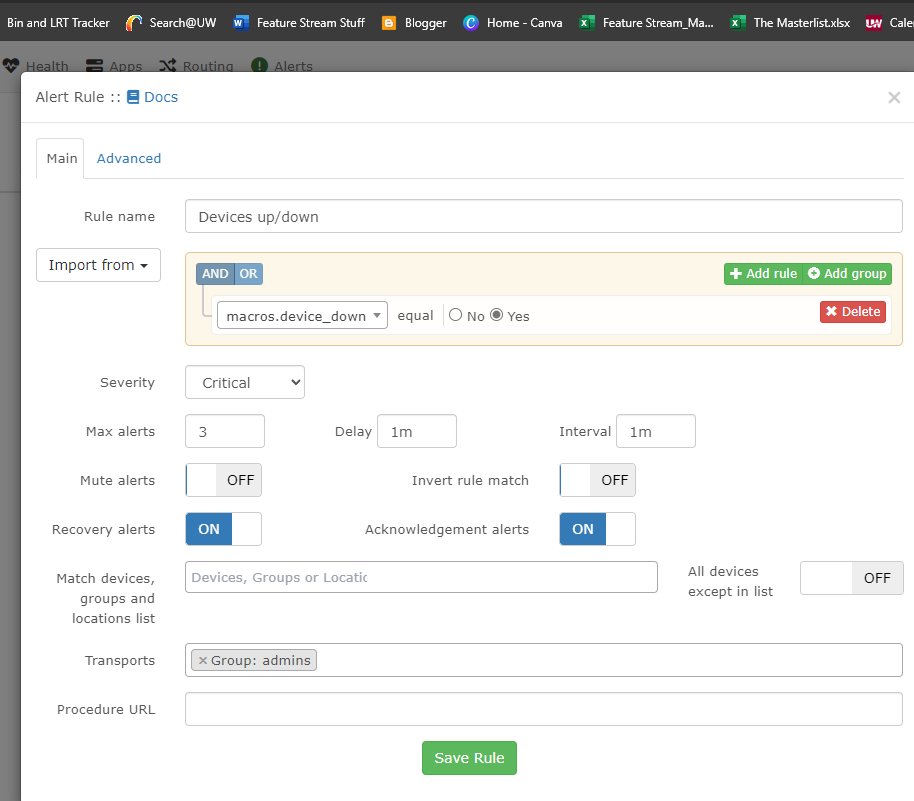 Bin and LRT Tracker Search@UW Feature Stream Stuff Blogger Home - Canva Feature Stream_Ma... The Masterlist.xlsx
Health Apps Routing Alerts
Alert Rule :: Docs ×
Main Advanced
Rule name Devices up/down
Import from
AND OR Add rule Add group
macros.device_down equal No Yes Delete
Severity Critical
Max alerts 3 Delay 1m Interval 1m
Mute alerts OFF Invert rule match OFF
Recovery alerts ON Acknowledgement alerts ON
Match devices,
groups and
locations list
Devices, Groups or Locatic
All devices
except in list
OFF
Transports × Group: admins
Procedure URL
Save Rule